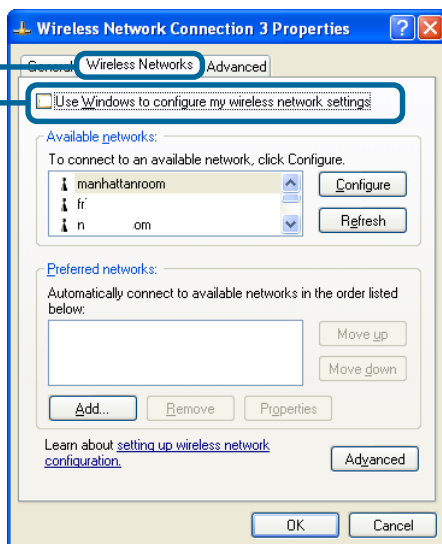 Wireless Network Connection 3 Properties
General Wireless Networks Advanced
Use Windows to configure my wireless network settings
Available networks:
To connect to an available network, click Configure.
manhattanroom
Configure
Refresh
Preferred networks:
Automatically connect to available networks in the order listed
below:
Move up
Move down
Add... Remove Properties
Learn about setting up wireless network
configuration.
Advanced
OK Cancel